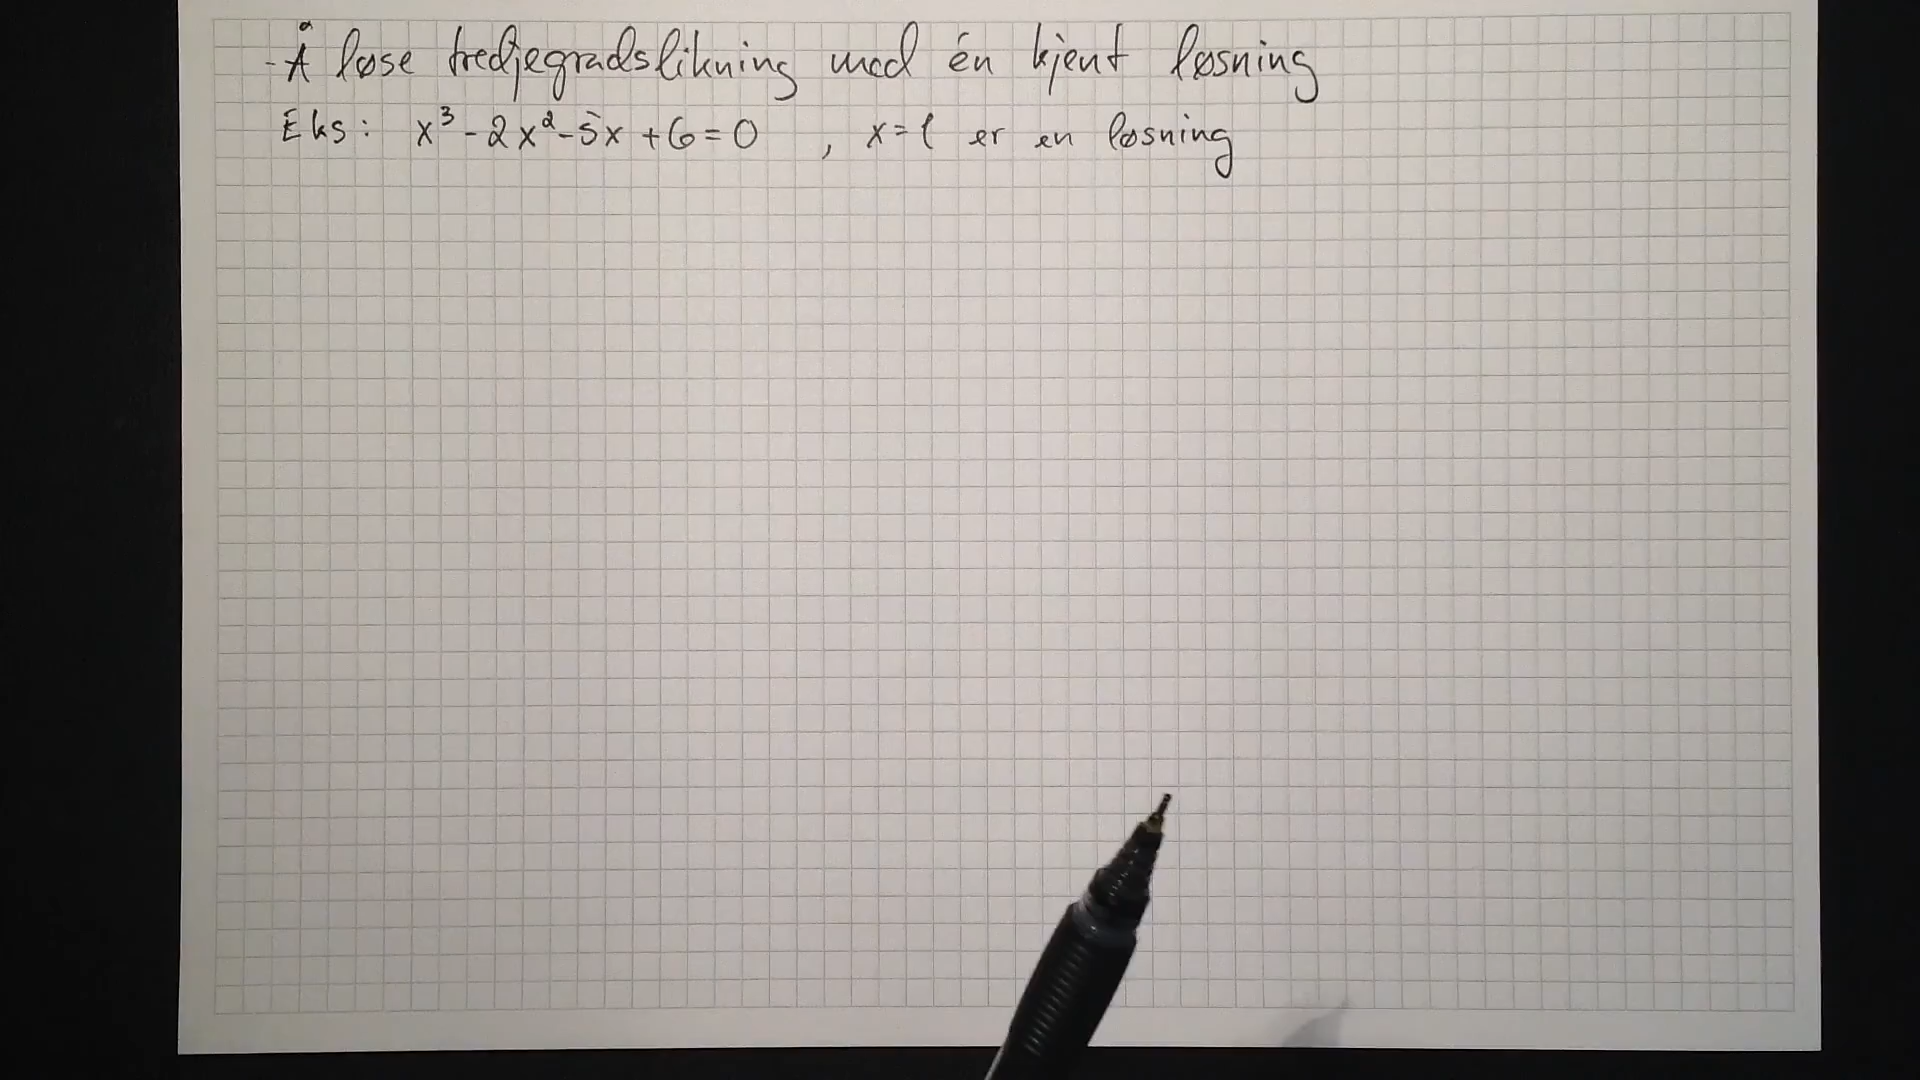 - Å løse tredjegradslikning med én kjent løsning
Eks: x³ - 2x² - 5x + 6 = 0 , x = 1 er en løsning